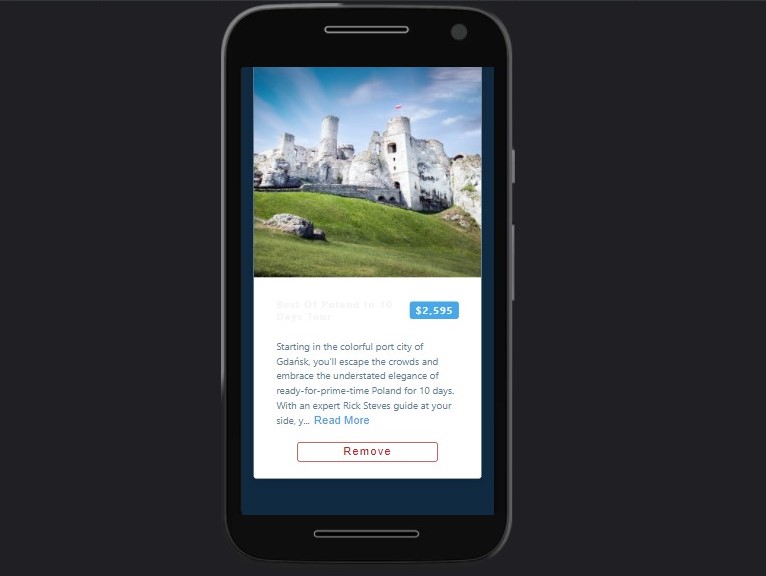 Best Of Poland In 10
Days Tour
$2,595
Starting in the colorful port city of
Gdańsk, you'll escape the crowds and
embrace the understated elegance of
ready-for-prime-time Poland for 10 days.
With an expert Rick Steves guide at your
side, y... Read More
Remove